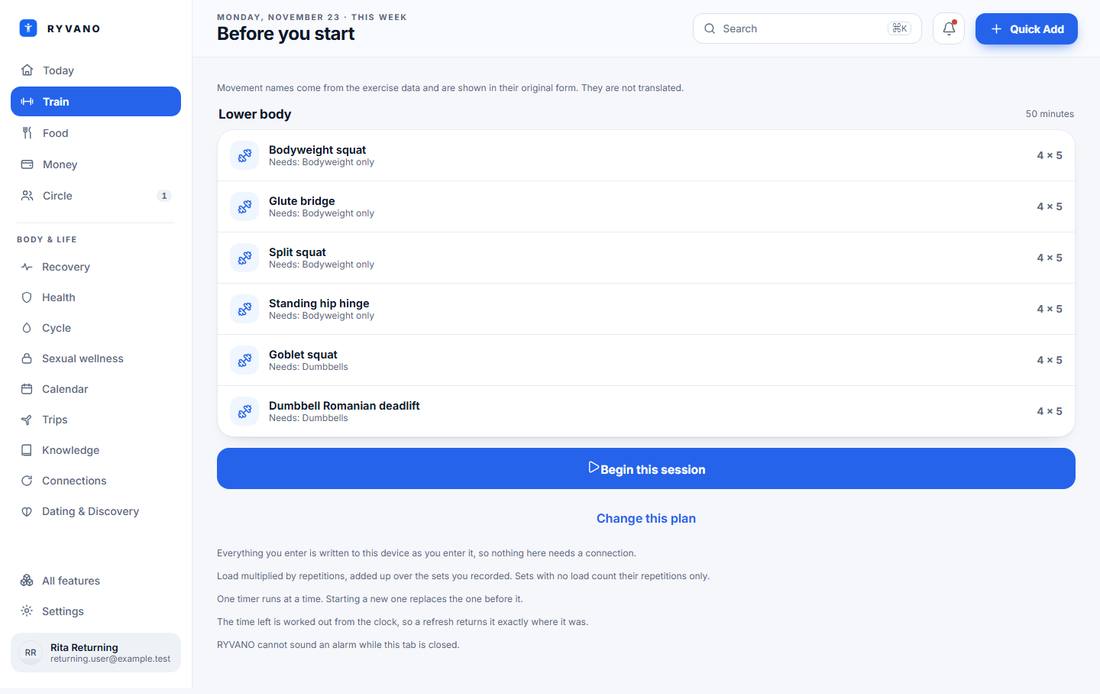 RYVANO
Today
Train
Food
Money
Circle
1
BODY & LIFE
Recovery
Health
Cycle
Sexual wellness
Calendar
Trips
Knowledge
Connections
Dating & Discovery
All features
Settings
RR
Rita Returning
returning.user@example.test
MONDAY, NOVEMBER 23 · THIS WEEK
Before you start
Search
⌘K
Quick Add
Movement names come from the exercise data and are shown in their original form. They are not translated.
Lower body
50 minutes
Bodyweight squat
Needs: Bodyweight only
4 × 5
Glute bridge
Needs: Bodyweight only
4 × 5
Split squat
Needs: Bodyweight only
4 × 5
Standing hip hinge
Needs: Bodyweight only
4 × 5
Goblet squat
Needs: Dumbbells
4 × 5
Dumbbell Romanian deadlift
Needs: Dumbbells
4 × 5
Begin this session
Change this plan
Everything you enter is written to this device as you enter it, so nothing here needs a connection.
Load multiplied by repetitions, added up over the sets you recorded. Sets with no load count their repetitions only.
One timer runs at a time. Starting a new one replaces the one before it.
The time left is worked out from the clock, so a refresh returns it exactly where it was.
RYVANO cannot sound an alarm while this tab is closed.